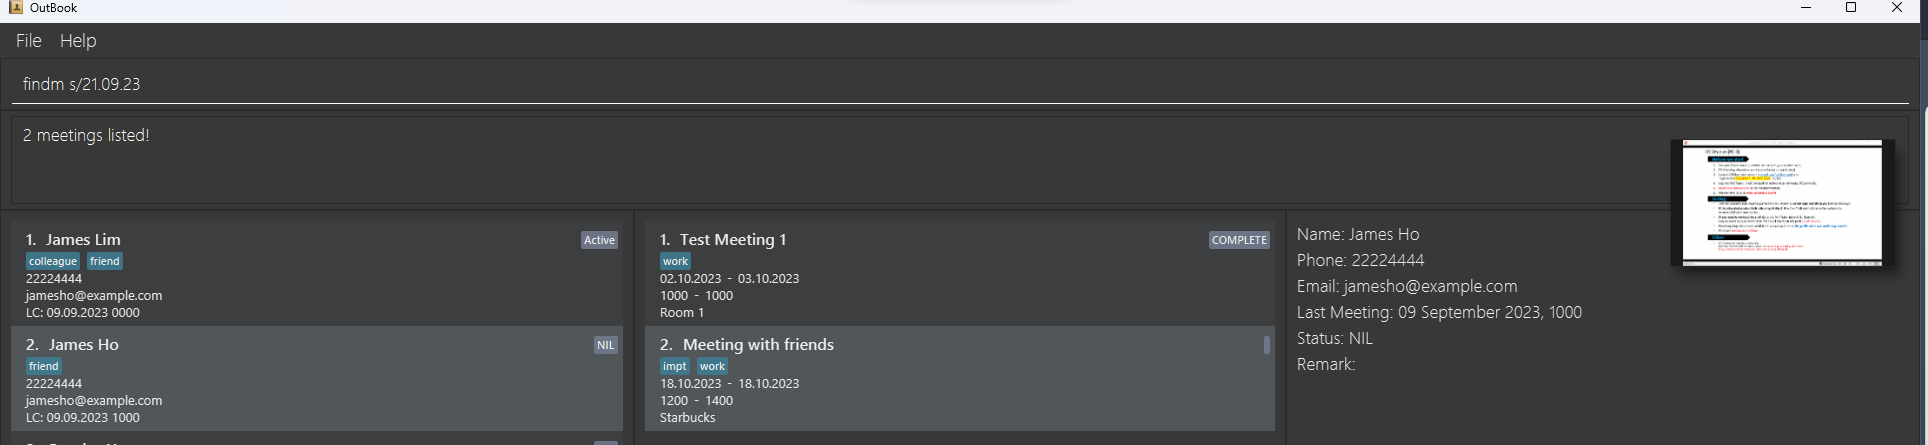 OutBook
File Help
findm s/21.09.23
2 meetings listed!
1. James Lim
Active
colleague friend
22224444
jamesho@example.com
LC: 09.09.2023 0000
2. James Ho
NIL
friend
22224444
jamesho@example.com
LC: 09.09.2023 1000
1. Test Meeting 1
COMPLETE
work
02.10.2023 - 03.10.2023
1000 - 1000
Room 1
2. Meeting with friends
impt work
18.10.2023 - 18.10.2023
1200 - 1400
Starbucks
Name: James Ho
Phone: 22224444
Email: jamesho@example.com
Last Meeting: 09 September 2023, 1000
Status: NIL
Remark: